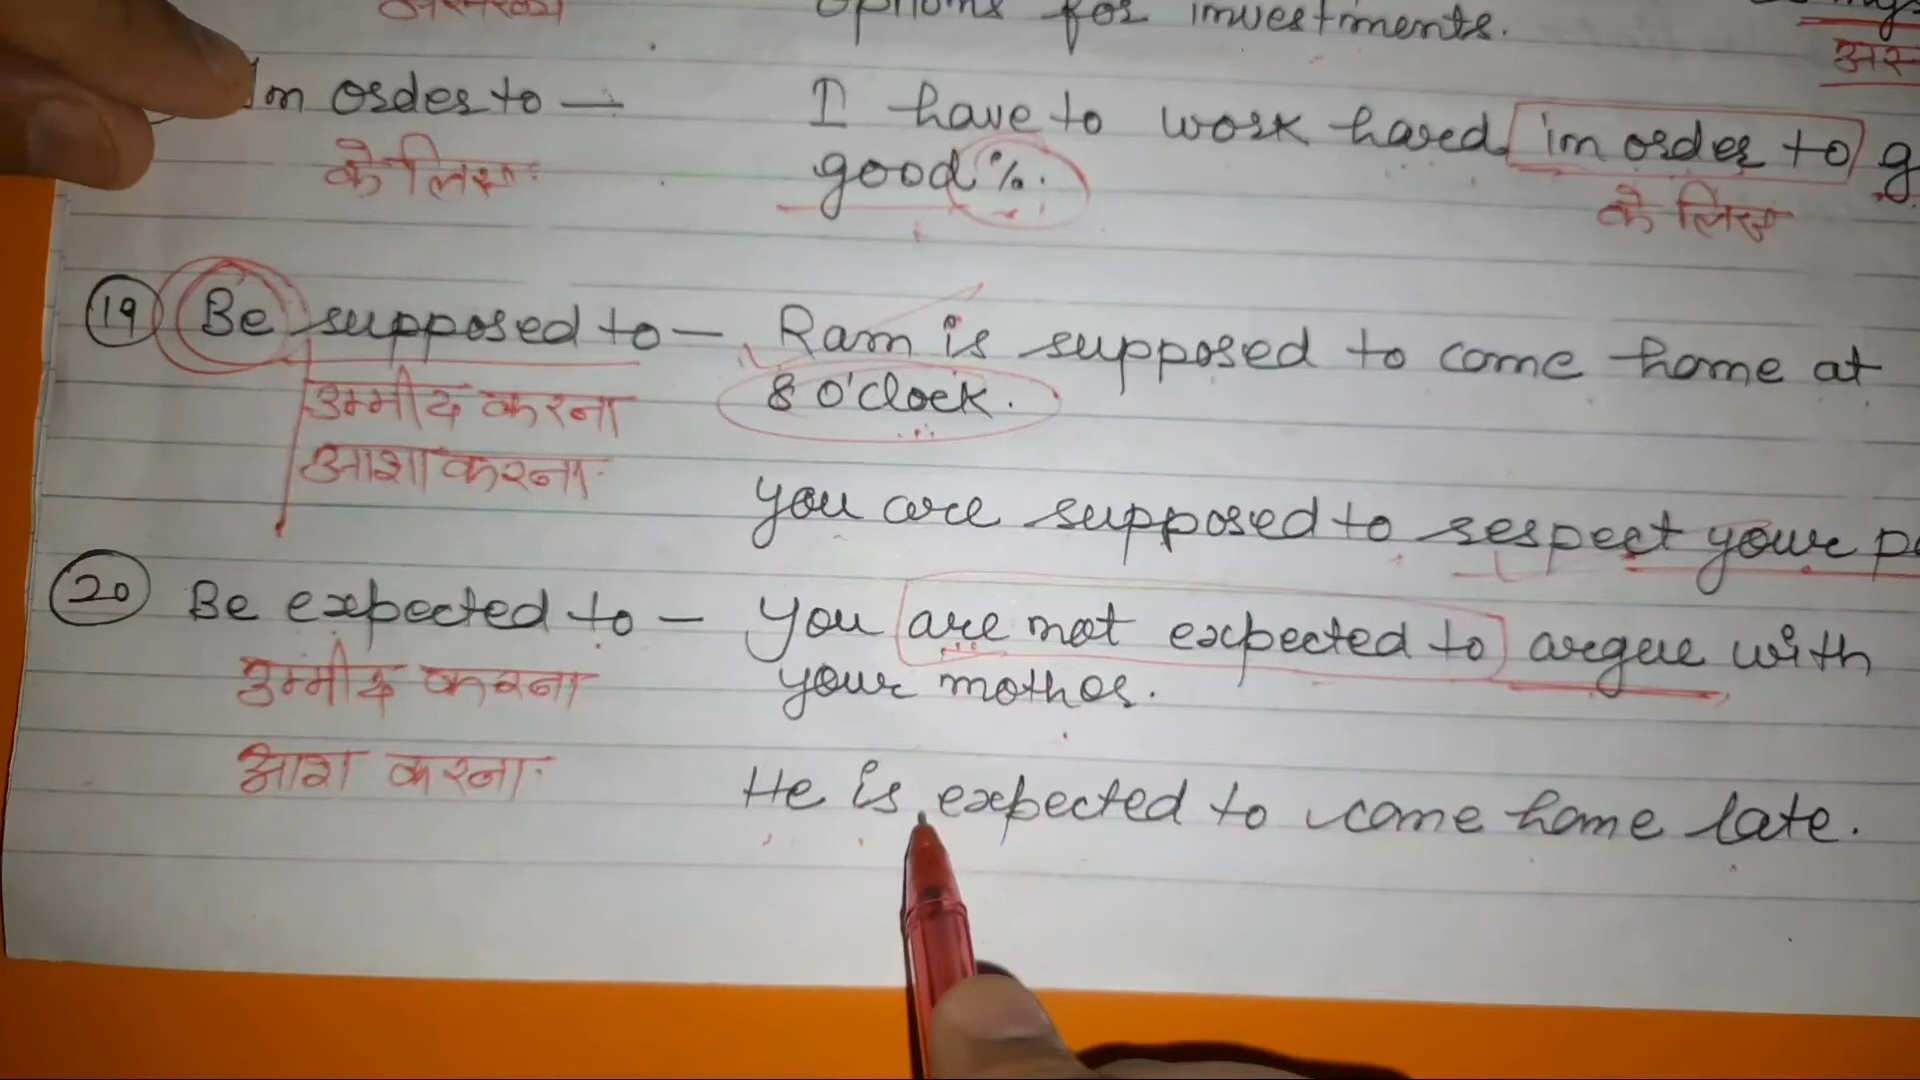 options for investments.
In order to — I have to work hard in order to g
के लिए good %. के लिए
19 Be supposed to — Ram is supposed to come home at
उम्मीद करना 8 o'clock.
आशा करना
you are supposed to respect your p
20 Be expected to — You are not expected to argue with
उम्मीद करना your mother.
आशा करना He is expected to come home late.